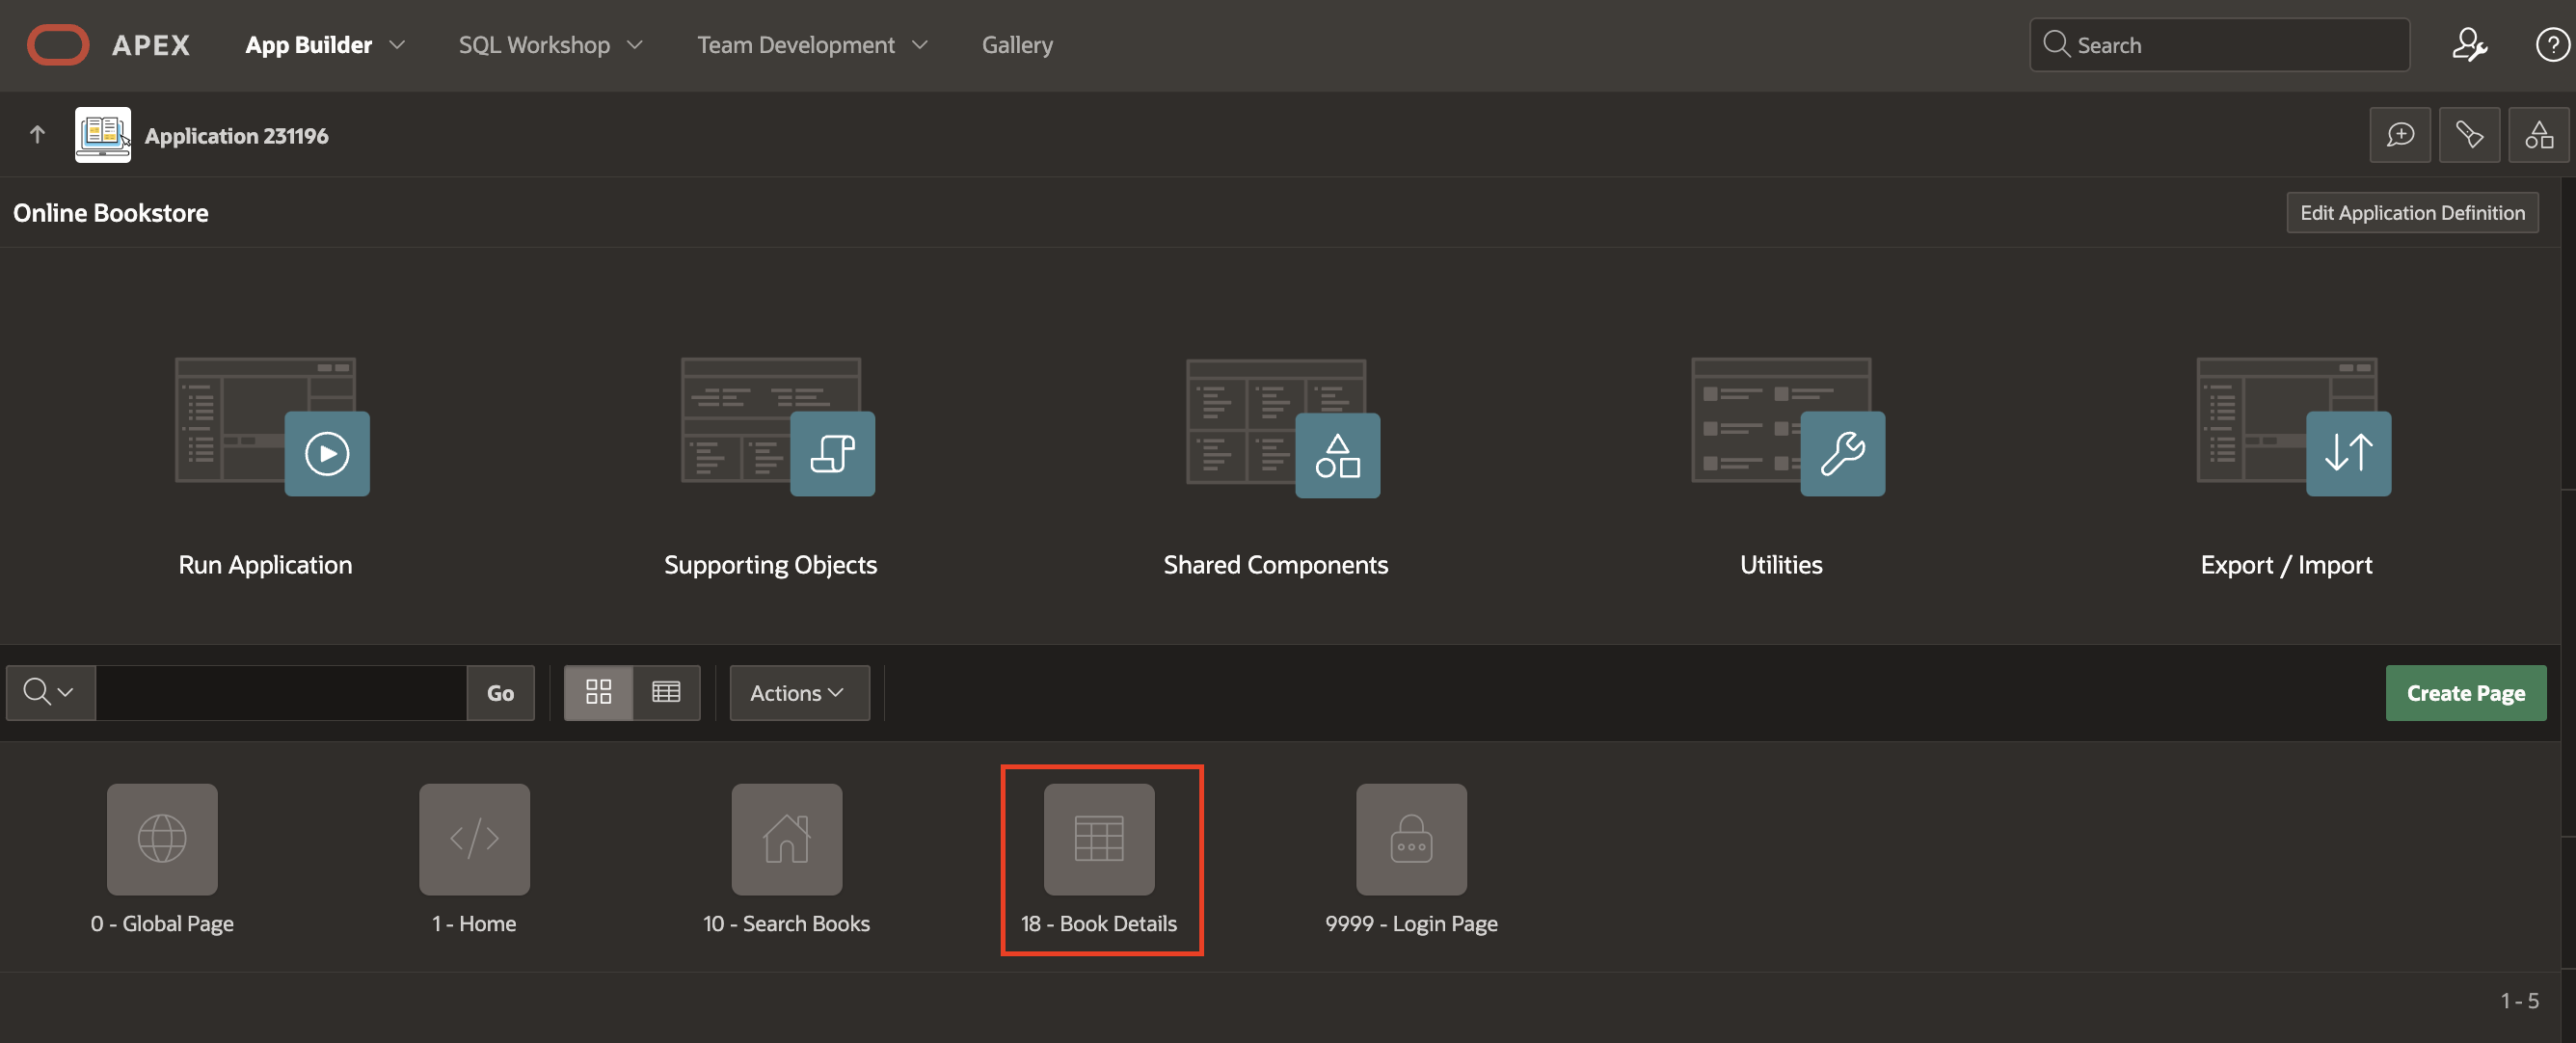 APEX App Builder SQL Workshop Team Development Gallery Search
Application 231196
Online Bookstore Edit Application Definition
Run Application Supporting Objects Shared Components Utilities Export / Import
Go Actions Create Page
0 - Global Page 1 - Home 10 - Search Books 18 - Book Details 9999 - Login Page
1 - 5